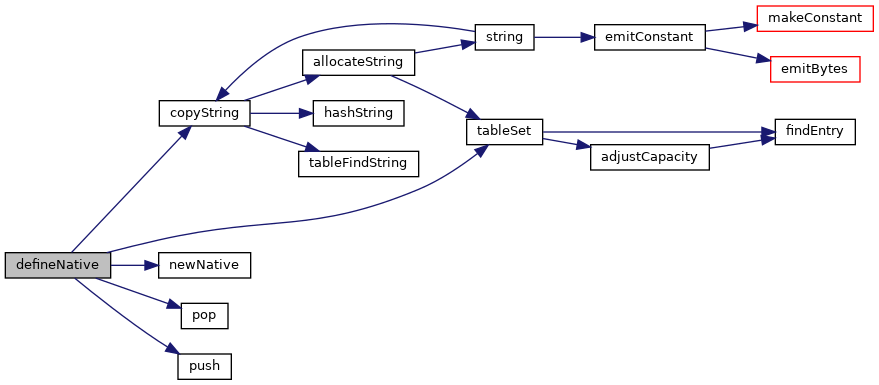 makeConstant
string
emitConstant
allocateString
emitBytes
copyString
hashString
tableSet
findEntry
adjustCapacity
tableFindString
defineNative
newNative
pop
push